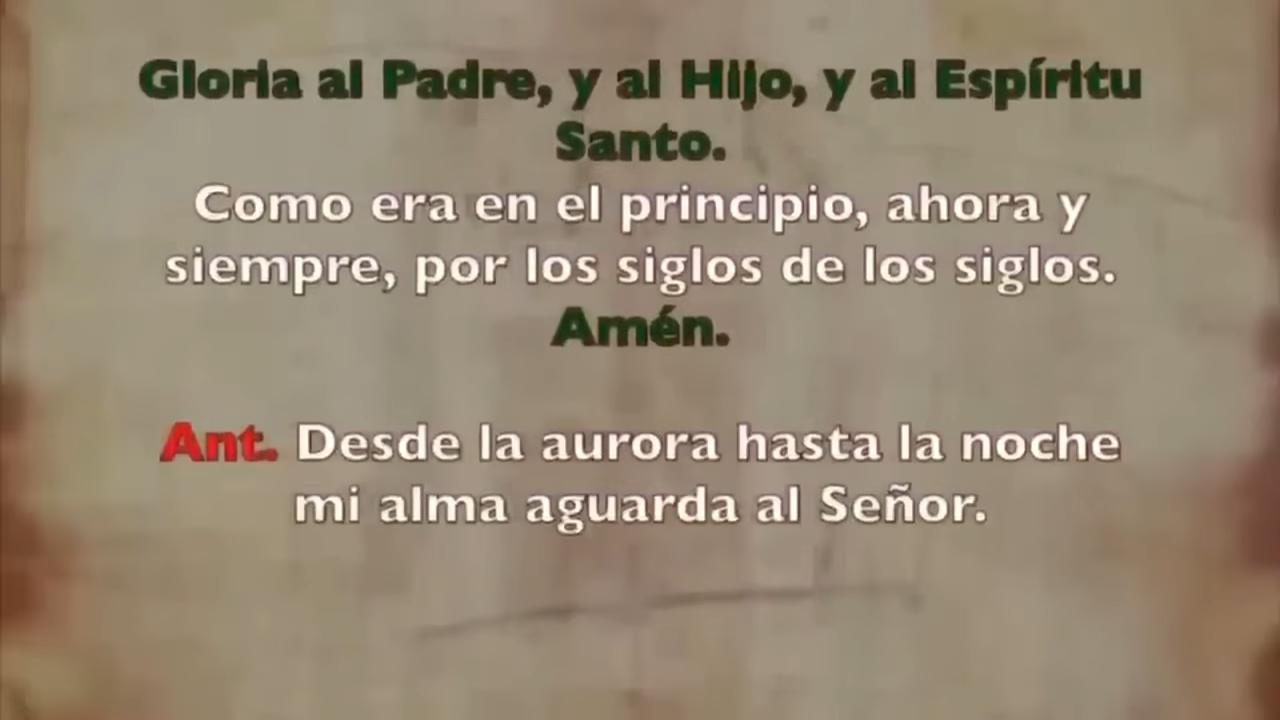 Gloria al Padre, y al Hijo, y al Espíritu
Santo.
Como era en el principio, ahora y
siempre, por los siglos de los siglos.
Amén.
Ant. Desde la aurora hasta la noche
mi alma aguarda al Señor.